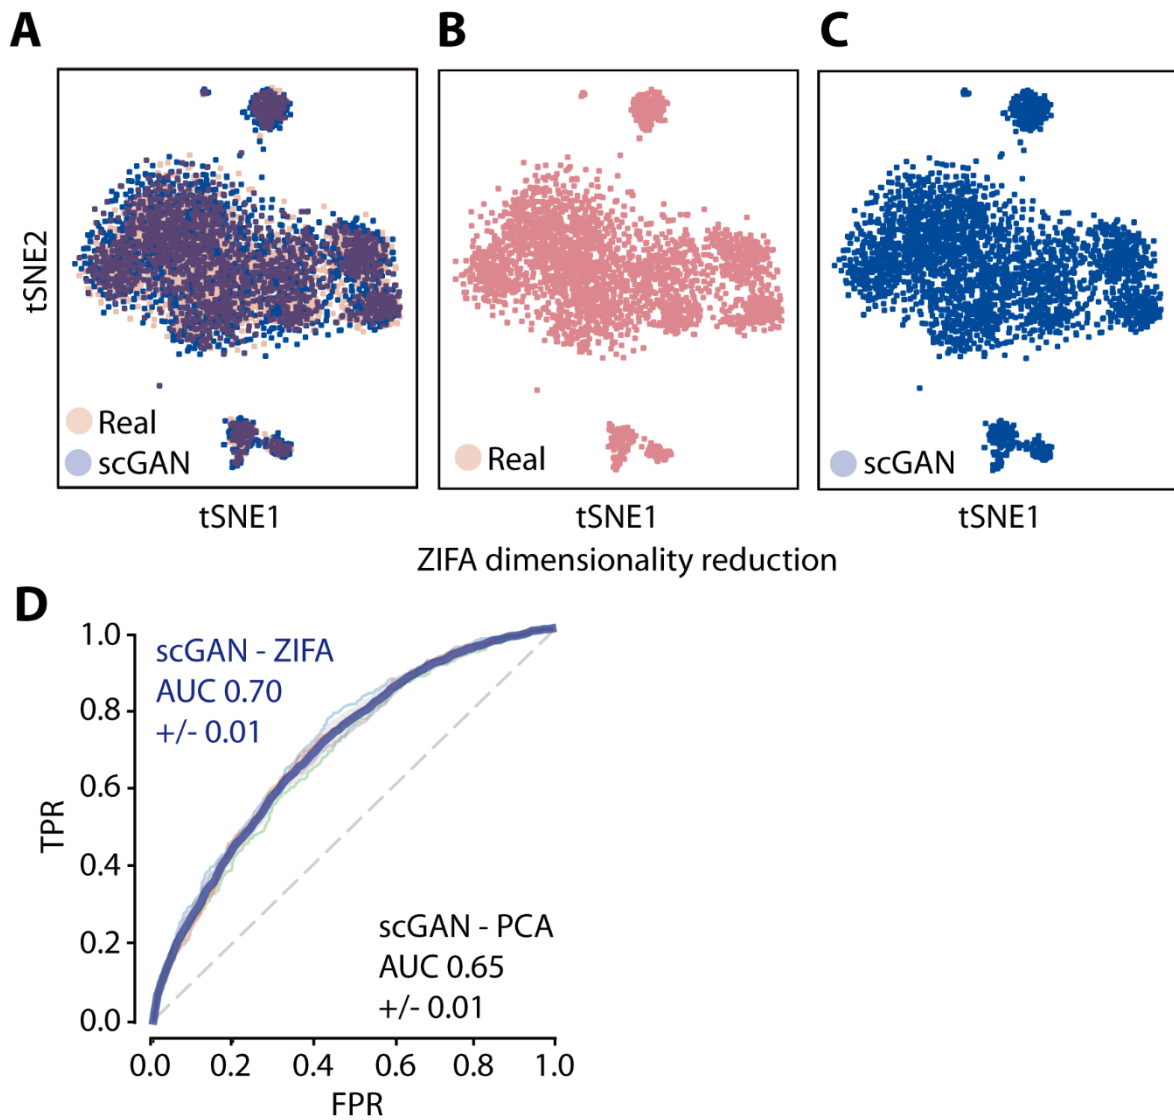 A
B
C
tSNE2
Real
scGAN
Real
scGAN
tSNE1
tSNE1
tSNE1
ZIFA dimensionality reduction
D
1.0
0.8
0.6
0.4
0.2
0.0
TPR
scGAN - ZIFA
AUC 0.70
+/- 0.01
scGAN - PCA
AUC 0.65
+/- 0.01
0.0 0.2 0.4 0.6 0.8 1.0
FPR